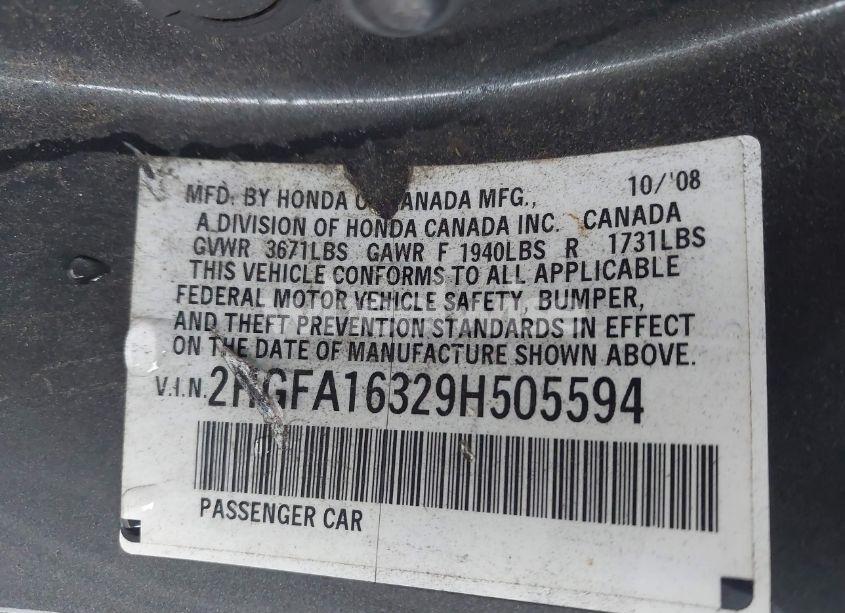 MFD. BY HONDA OF CANADA MFG., 10/'08
A DIVISION OF HONDA CANADA INC. CANADA
GVWR 3671LBS GAWR F 1940LBS R 1731LBS
THIS VEHICLE CONFORMS TO ALL APPLICABLE
FEDERAL MOTOR VEHICLE SAFETY, BUMPER,
AND THEFT PREVENTION STANDARDS IN EFFECT
ON THE DATE OF MANUFACTURE SHOWN ABOVE.
V.I.N. 2HGFA16329H505594
PASSENGER CAR